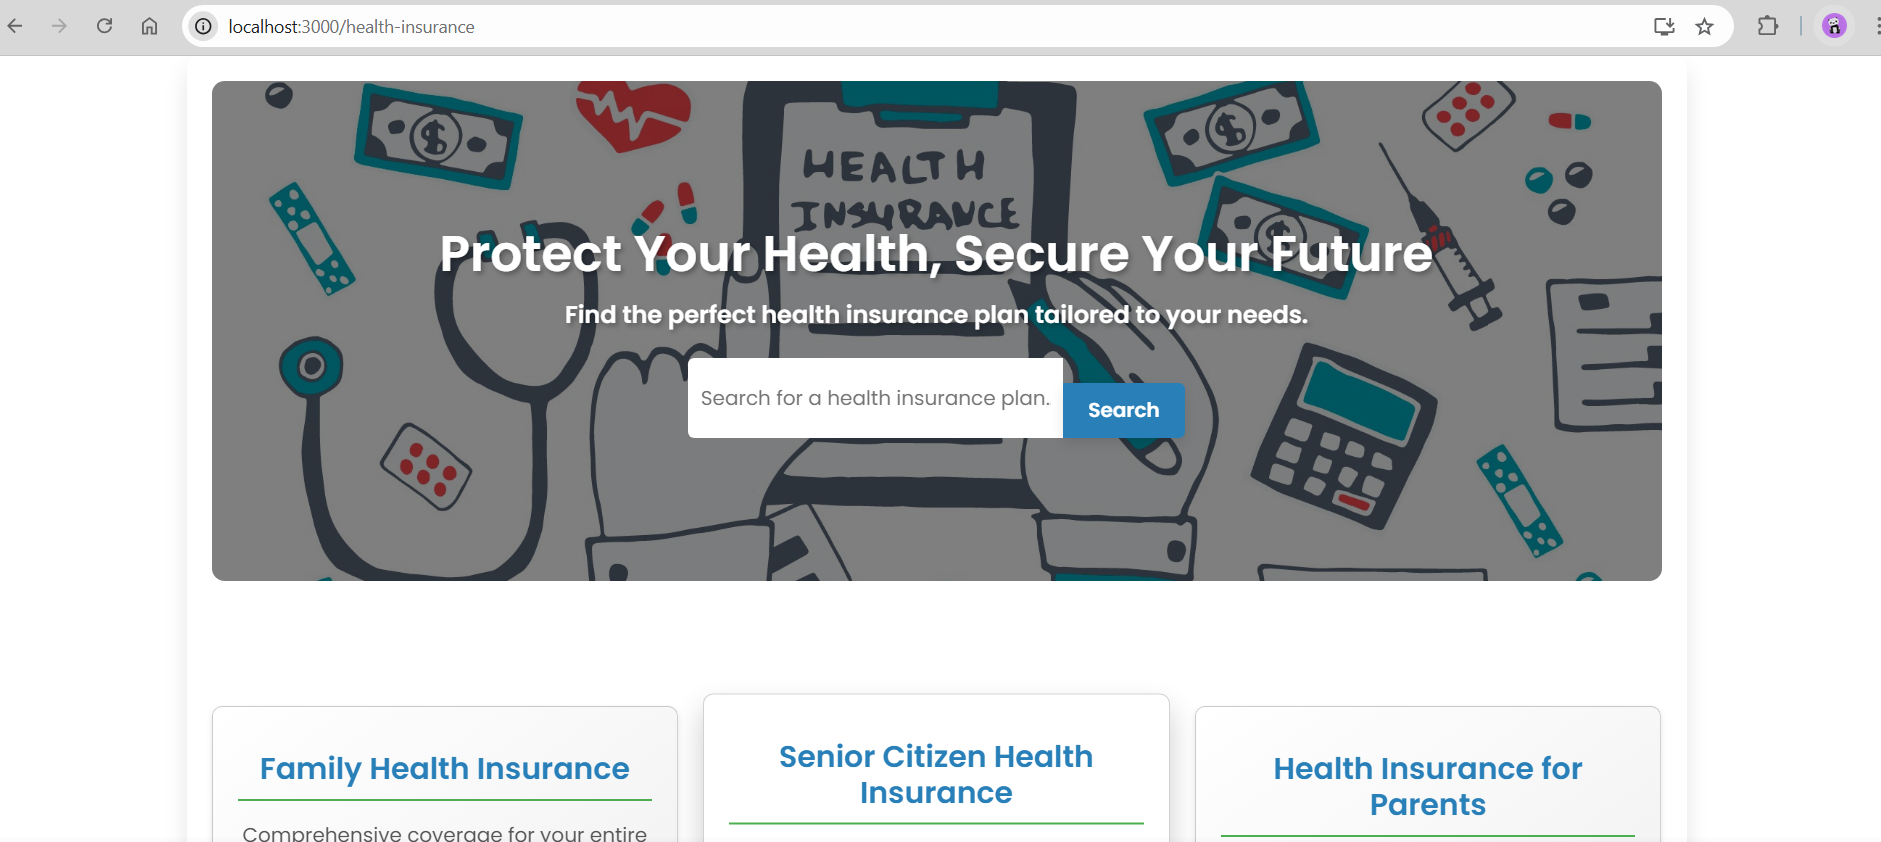 localhost:3000/health-insurance
HEALTH
INSURANCE
Protect Your Health, Secure Your Future
Find the perfect health insurance plan tailored to your needs.
Search for a health insurance plan.
Search
Family Health Insurance
Comprehensive coverage for your entire
Senior Citizen Health
Insurance
Health Insurance for
Parents